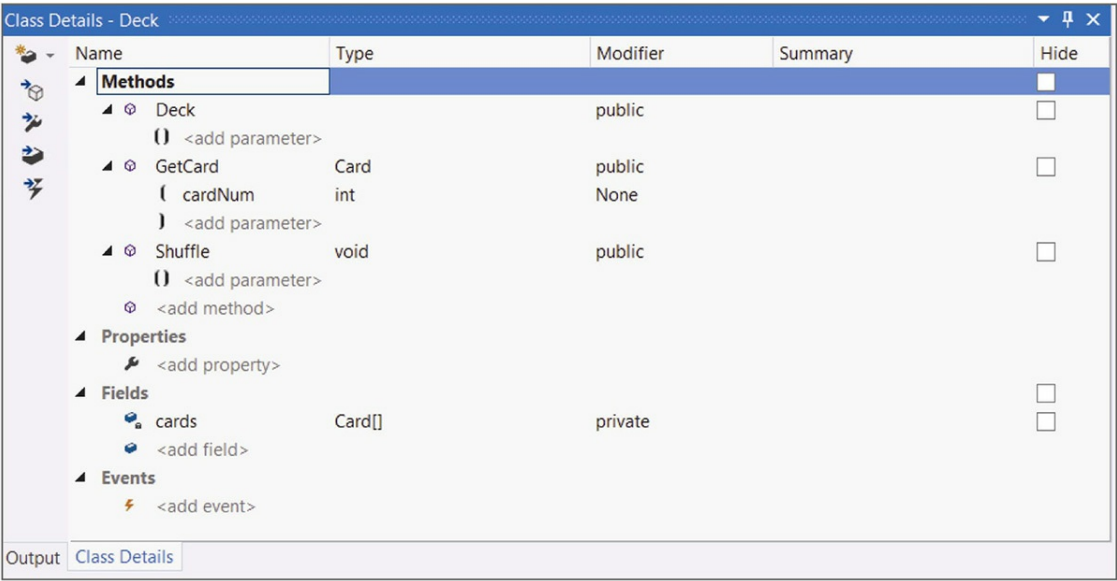 Class Details - Deck
Name Type Modifier Summary Hide
Methods
Deck public
() <add parameter>
GetCard Card public
( cardNum int None
) <add parameter>
Shuffle void public
() <add parameter>
<add method>
Properties
<add property>
Fields
cards Card[] private
<add field>
Events
<add event>
Output Class Details